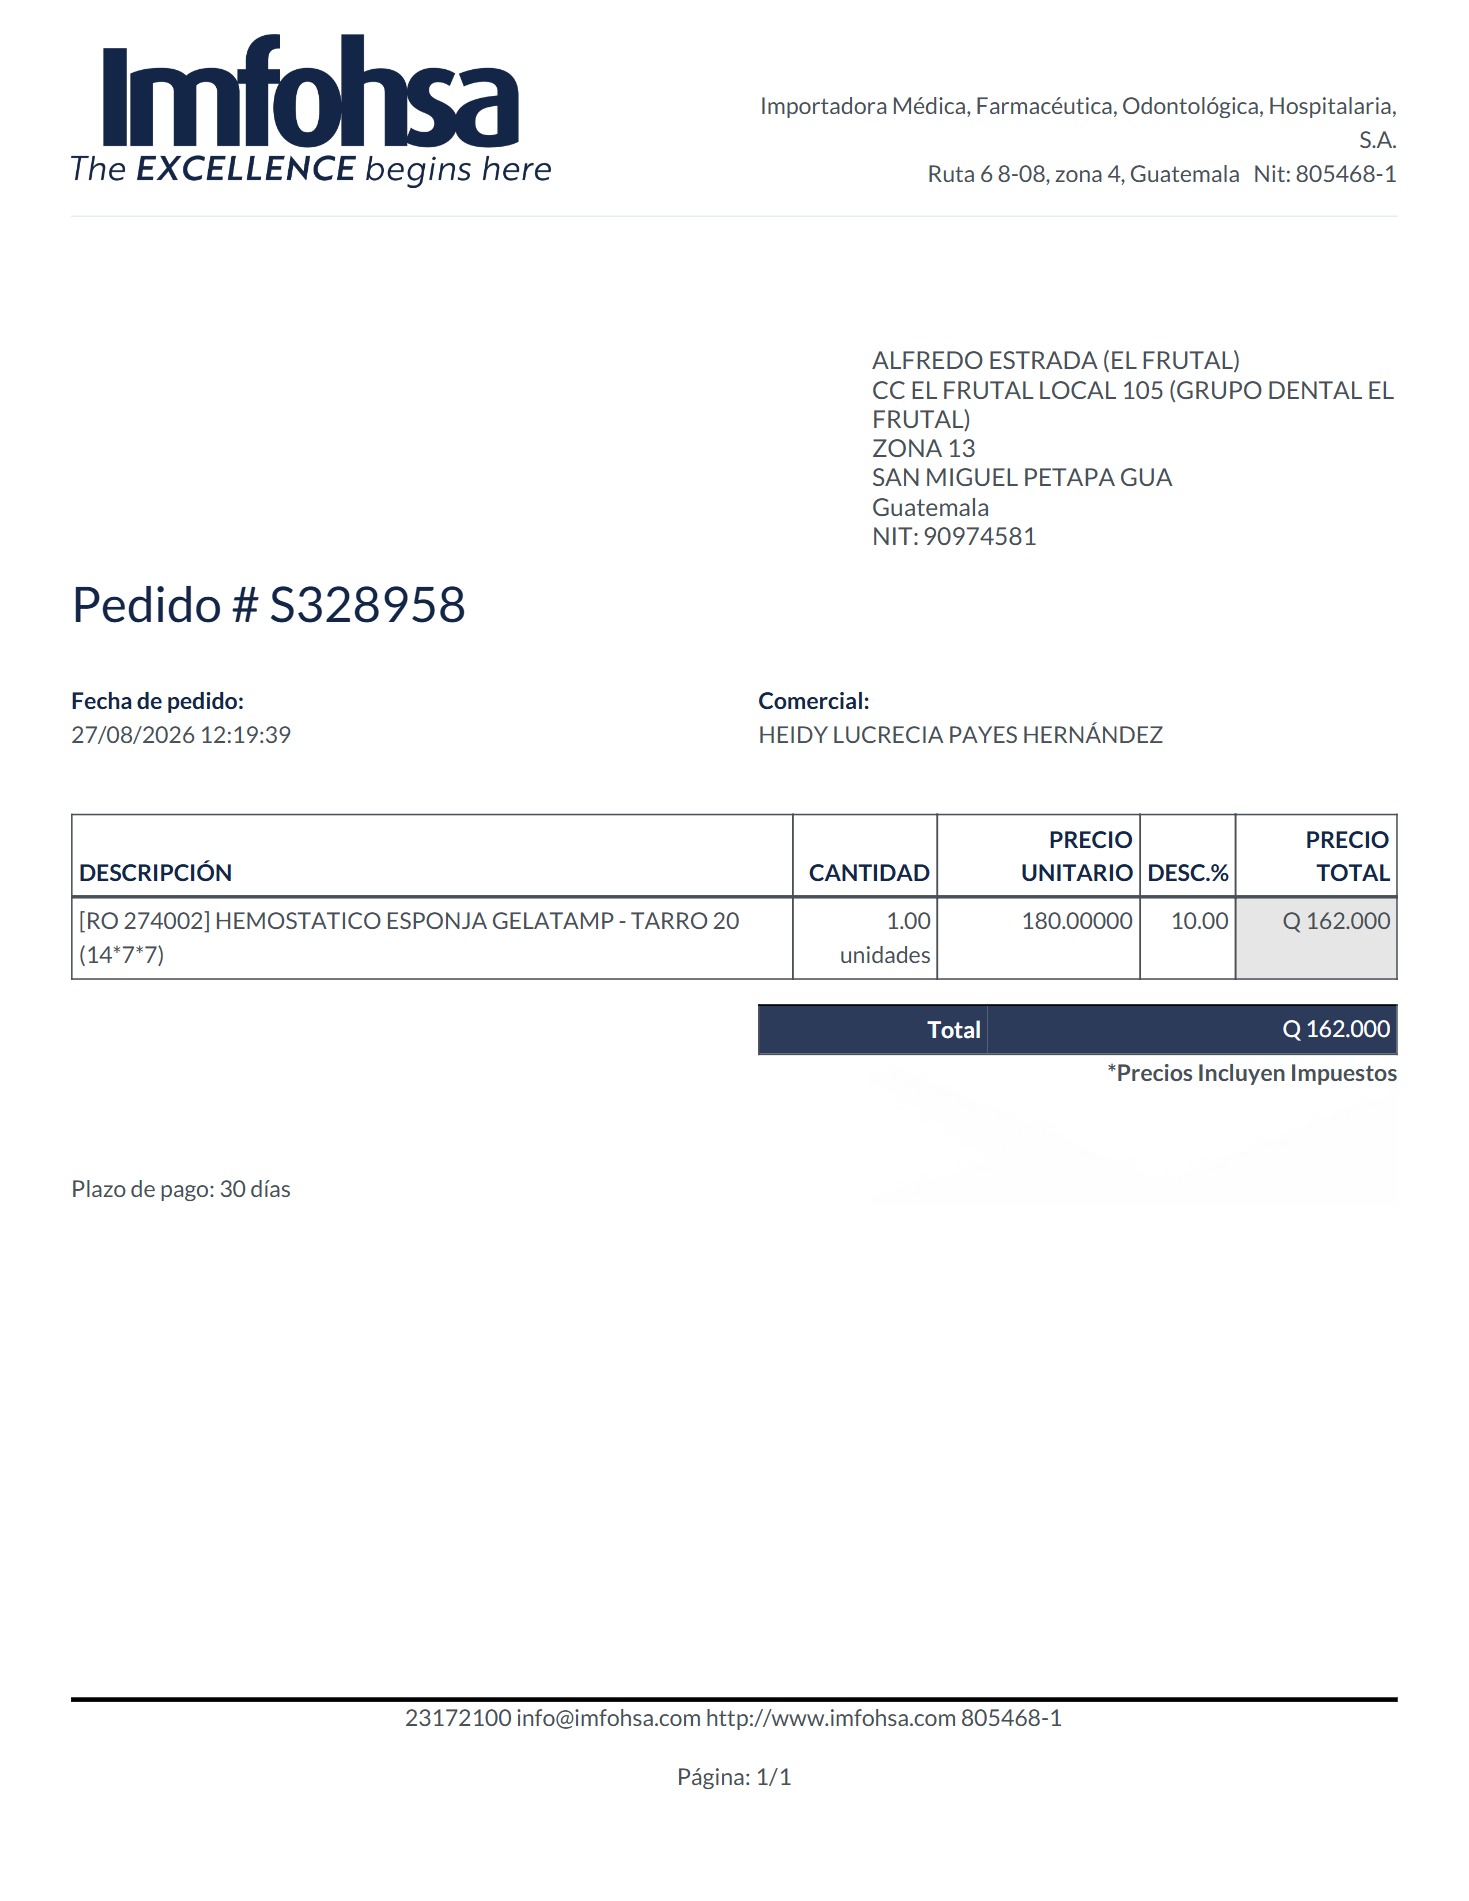 Imfohsa
The EXCELLENCE begins here
Importadora Médica, Farmacéutica, Odontológica, Hospitalaria,
S.A.
Ruta 6 8-08, zona 4, Guatemala Nit: 805468-1
ALFREDO ESTRADA (EL FRUTAL)
CC EL FRUTAL LOCAL 105 (GRUPO DENTAL EL
FRUTAL)
ZONA 13
SAN MIGUEL PETAPA GUA
Guatemala
NIT: 90974581
Pedido # S328958
Fecha de pedido:
27/08/2026 12:19:39
Comercial:
HEIDY LUCRECIA PAYES HERNÁNDEZ
DESCRIPCIÓN CANTIDAD PRECIO UNITARIO DESC.% PRECIO TOTAL
[RO 274002] HEMOSTATICO ESPONJA GELATAMP - TARRO 20 1.00 180.00000 10.00 Q 162.000
(14*7*7) unidades
Total Q 162.000
*Precios Incluyen Impuestos
Plazo de pago: 30 días
23172100 info@imfohsa.com http://www.imfohsa.com 805468-1
Página: 1/1